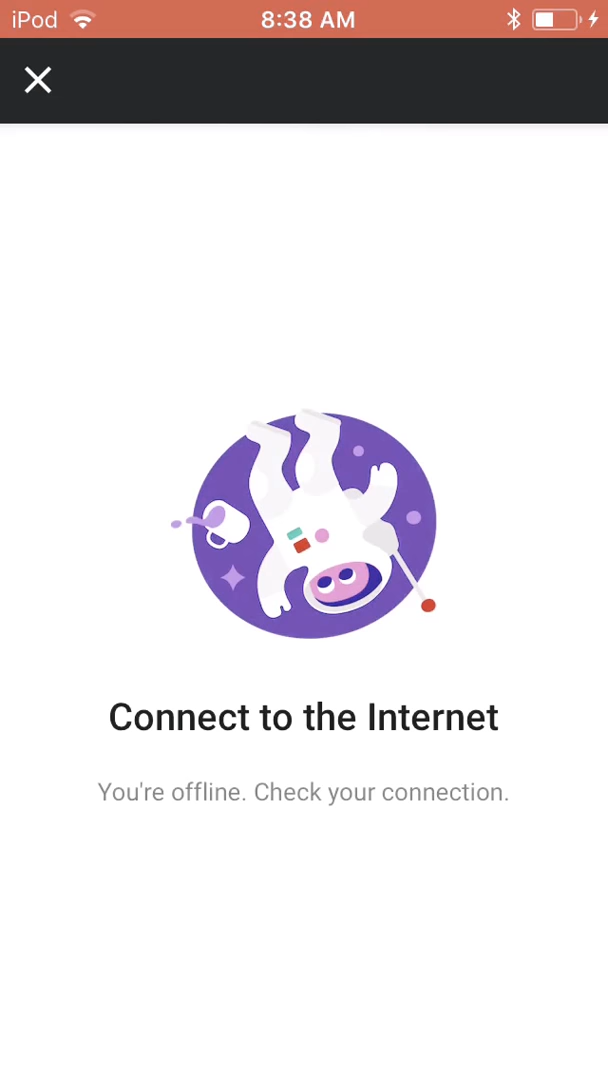 iPod 8:38 AM
Connect to the Internet
You're offline. Check your connection.